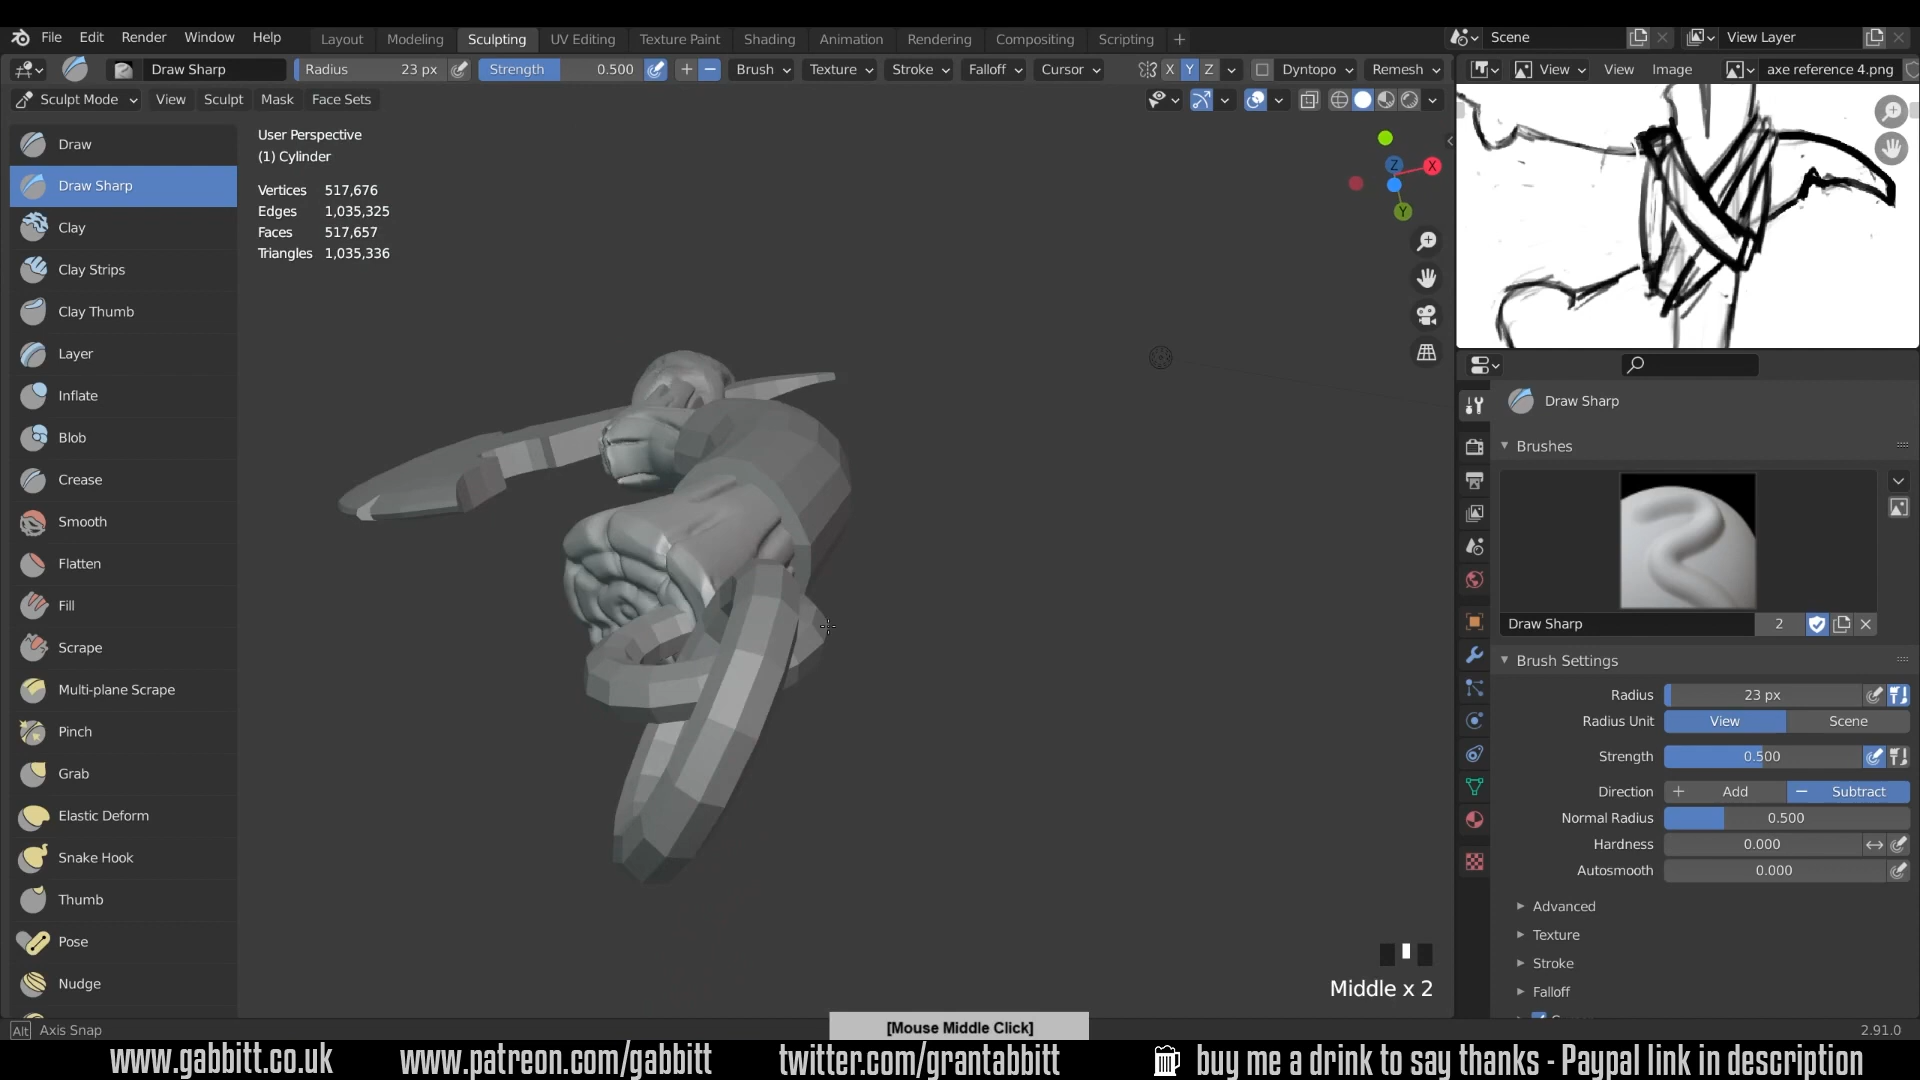 File Edit Render Window Help Layout Modeling Sculpting UV Editing Texture Paint Shading Animation Rendering Compositing Scripting + Scene View Layer
Draw Sharp Radius 23 px Strength 0.500 Brush Texture Stroke Falloff Cursor X Y Z Dyntopo Remesh View View Image axe reference 4.png
Sculpt Mode View Sculpt Mask Face Sets
User Perspective
(1) Cylinder
Vertices 517,676
Edges 1,035,325
Faces 517,657
Triangles 1,035,336
Draw
Draw Sharp
Clay
Clay Strips
Clay Thumb
Layer
Inflate
Blob
Crease
Smooth
Flatten
Fill
Scrape
Multi-plane Scrape
Pinch
Grab
Elastic Deform
Snake Hook
Thumb
Pose
Nudge
Z X
Y
Draw Sharp
Brushes
Draw Sharp 2
Brush Settings
Radius 23 px
Radius Unit View Scene
Strength 0.500
Direction + Add − Subtract
Normal Radius 0.500
Hardness 0.000
Autosmooth 0.000
Advanced
Texture
Stroke
Falloff
Middle x 2
[Mouse Middle Click]
Alt Axis Snap
2.91.0
www.gabbitt.co.uk www.patreon.com/gabbitt twitter.com/grantabbitt buy me a drink to say thanks - Paypal link in description